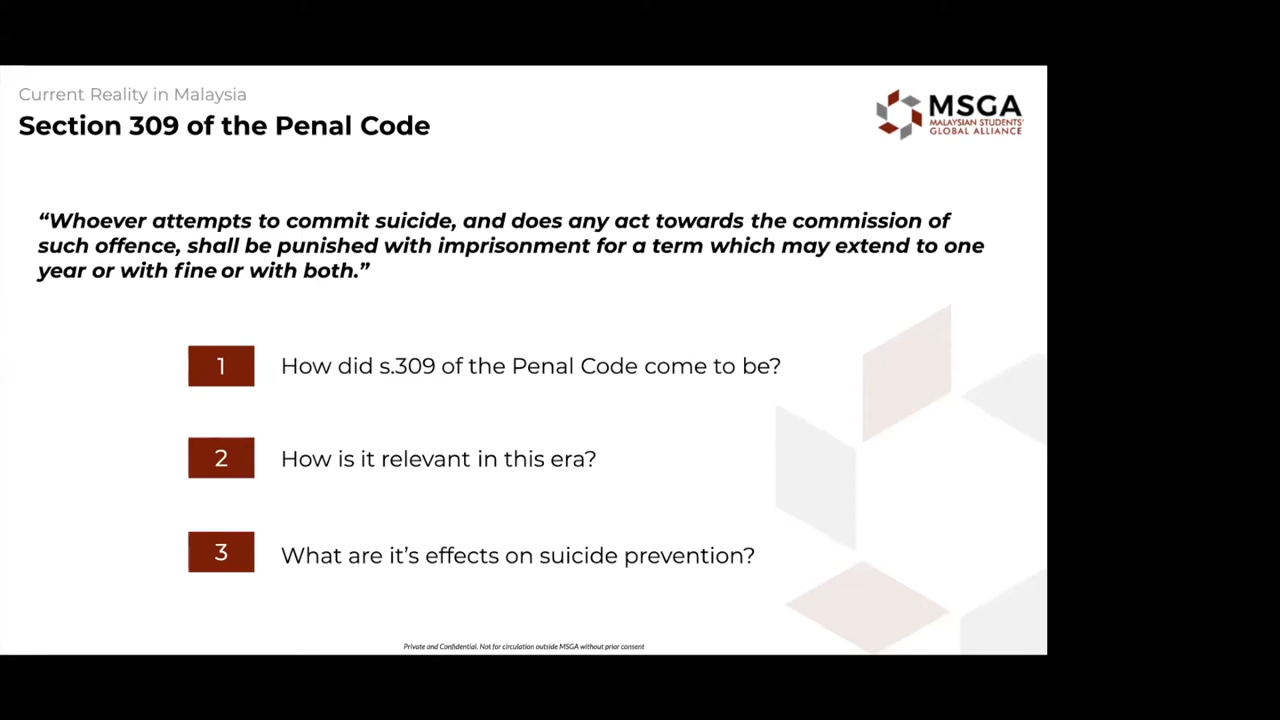 Current Reality in Malaysia
Section 309 of the Penal Code
MSGA
MALAYSIAN STUDENTS'
GLOBAL ALLIANCE
“Whoever attempts to commit suicide, and does any act towards the commission of
such offence, shall be punished with imprisonment for a term which may extend to one
year or with fine or with both.”
1 How did s.309 of the Penal Code come to be?
2 How is it relevant in this era?
3 What are it’s effects on suicide prevention?
Private and Confidential. Not for circulation outside MSGA without prior consent